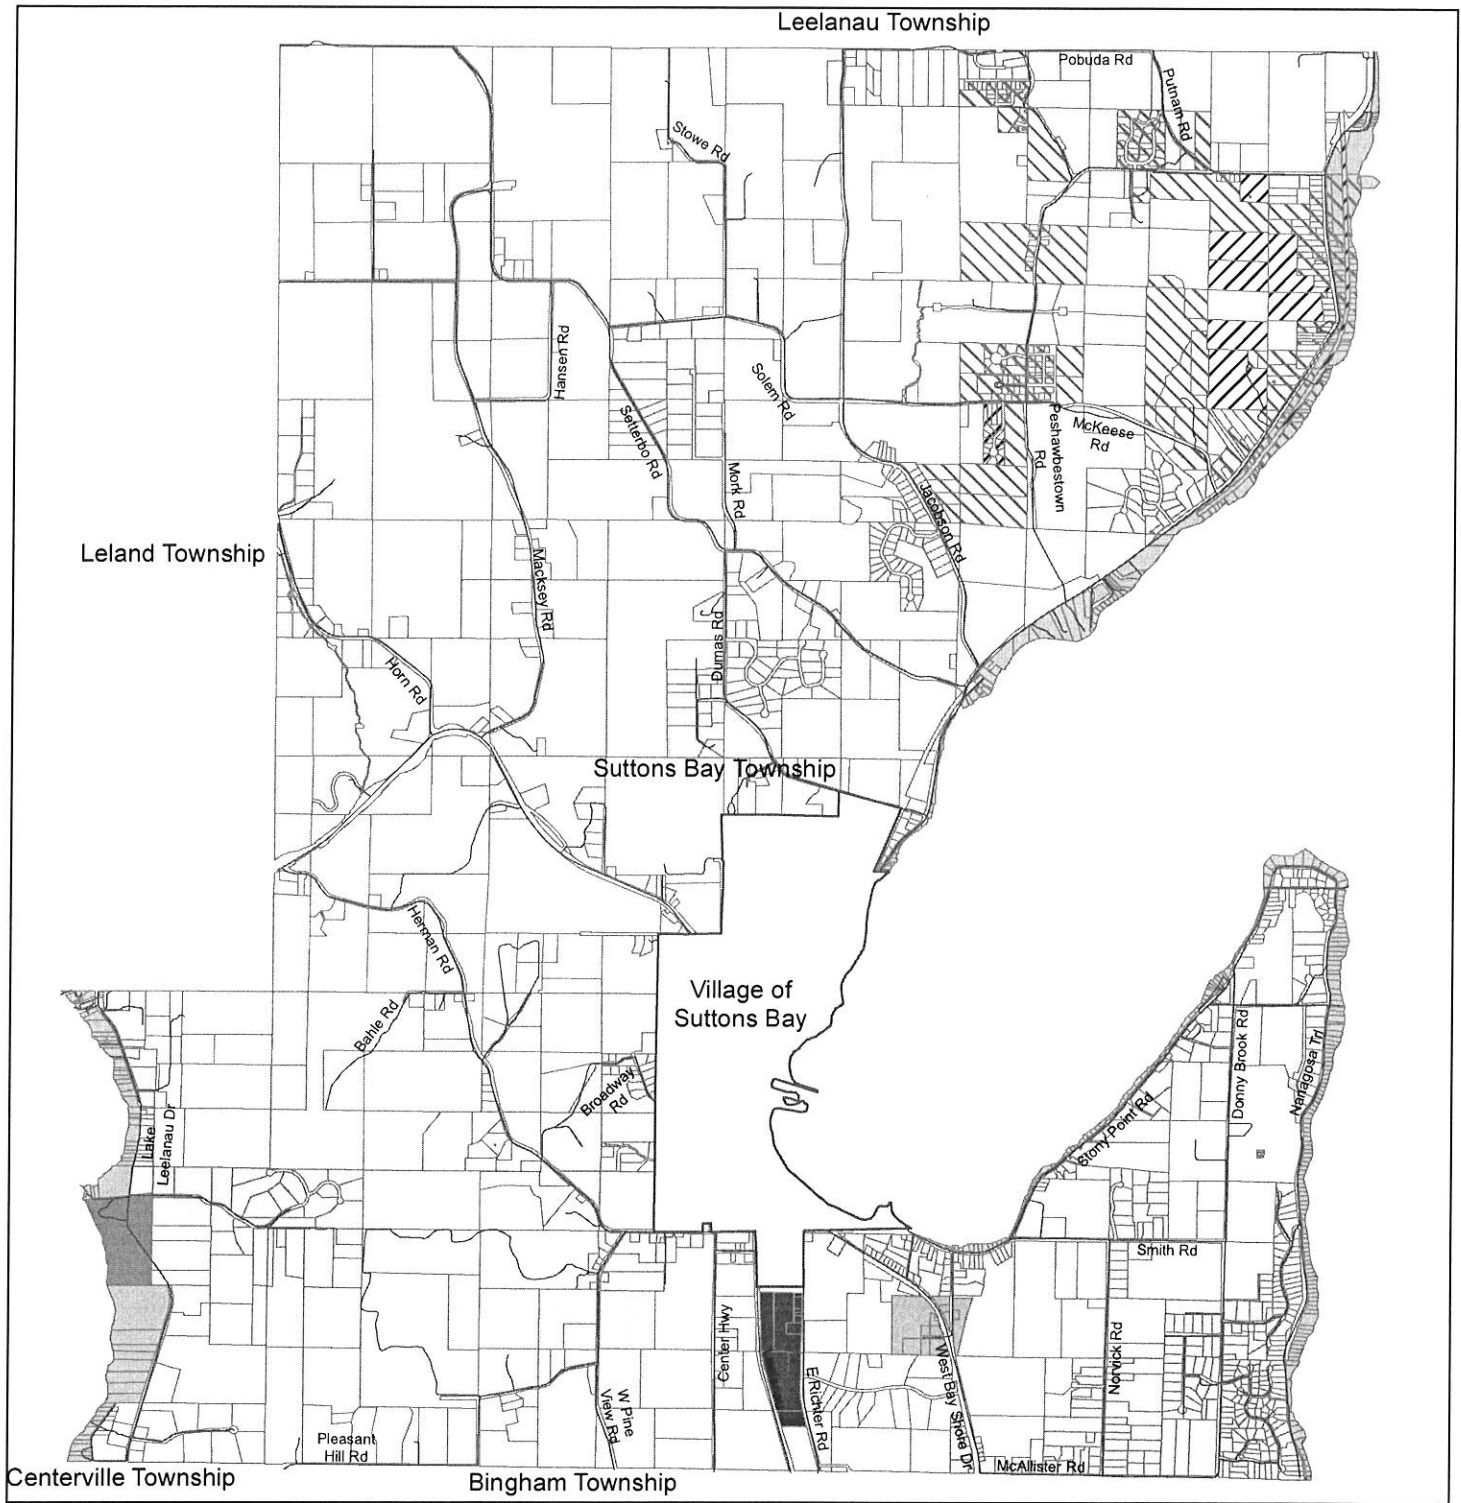 Leelanau Township
Pobuda Rd
Putnam Rd
Stowe Rd
Hansen Rd
Setterbo Rd
Solem Rd
Mork Rd
Jacobson Rd
Peshawbestown
Rd
McKeese
Rd
Leland Township
Macksey Rd
Dumas Rd
Horn Rd
Suttons Bay Township
Herman Rd
Village of
Suttons Bay
Bahle Rd
Broadway
Rd
Donny Brook Rd
Nanagosa Trl
Stony Point Rd
Lake
Leelanau Dr
Smith Rd
Center Hwy
E/Richter Rd
West Bay Shore Dr
Norvick Rd
W Pine
View Rd
Pleasant
Hill Rd
McAllister Rd
Centerville Township
Bingham Township